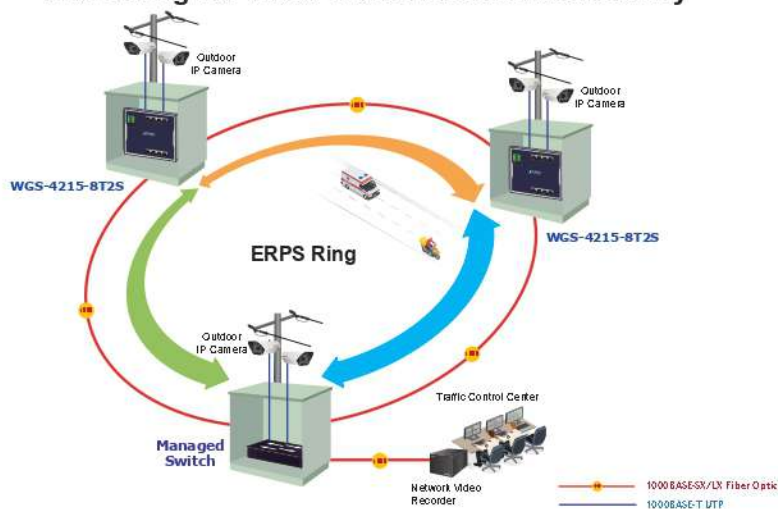 Outdoor
IP Camera
Outdoor
IP Camera
WGS-4215-8T2S
WGS-4215-8T2S
ERPS Ring
Outdoor
IP Camera
Managed
Switch
Traffic Control Center
Network Video
Recorder
1000BASE-SX/LX Fiber Optic
1000BASE-T UTP